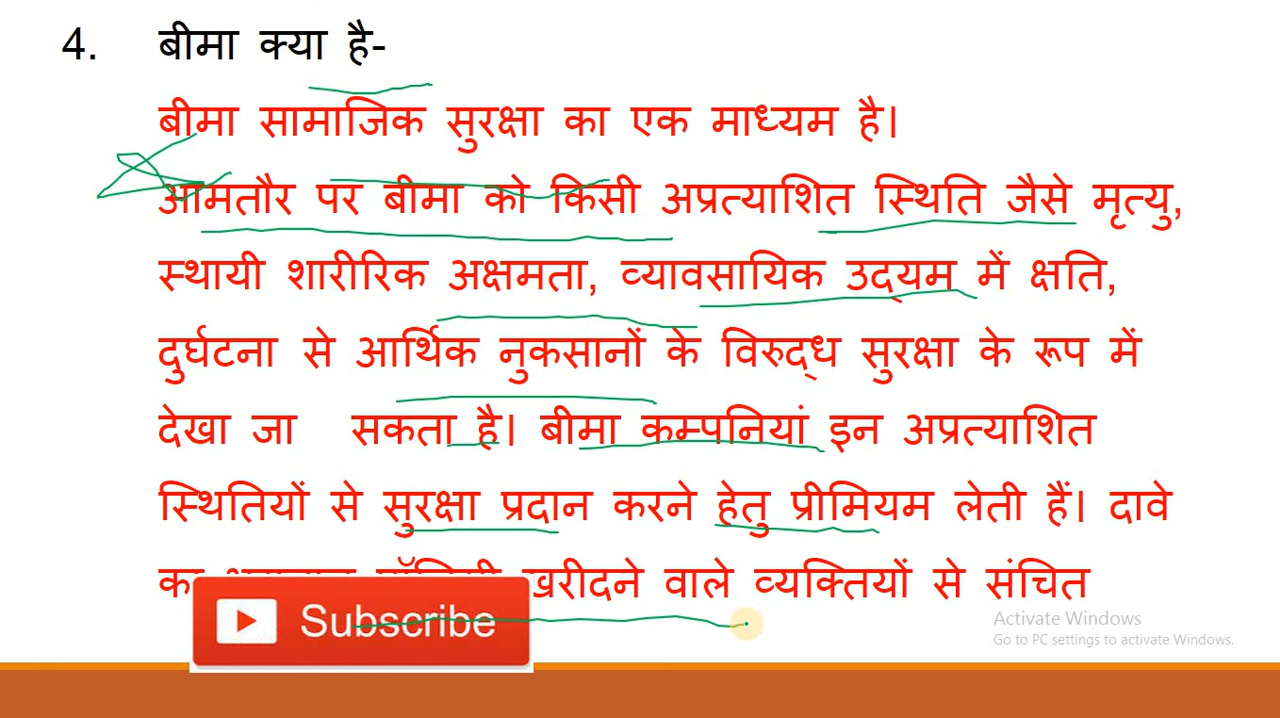 4. बीमा क्या है-
बीमा सामाजिक सुरक्षा का एक माध्यम है।
आमतौर पर बीमा को किसी अप्रत्याशित स्थिति जैसे मृत्यु,
स्थायी शारीरिक अक्षमता, व्यावसायिक उद्यम में क्षति,
दुर्घटना से आर्थिक नुकसानों के विरुद्ध सुरक्षा के रूप में
देखा जा सकता है। बीमा कम्पनियां इन अप्रत्याशित
स्थितियों से सुरक्षा प्रदान करने हेतु प्रीमियम लेती हैं। दावे
खरीदने वाले व्यक्तियों से संचित
Subscribe
Activate Windows
Go to PC settings to activate Windows.